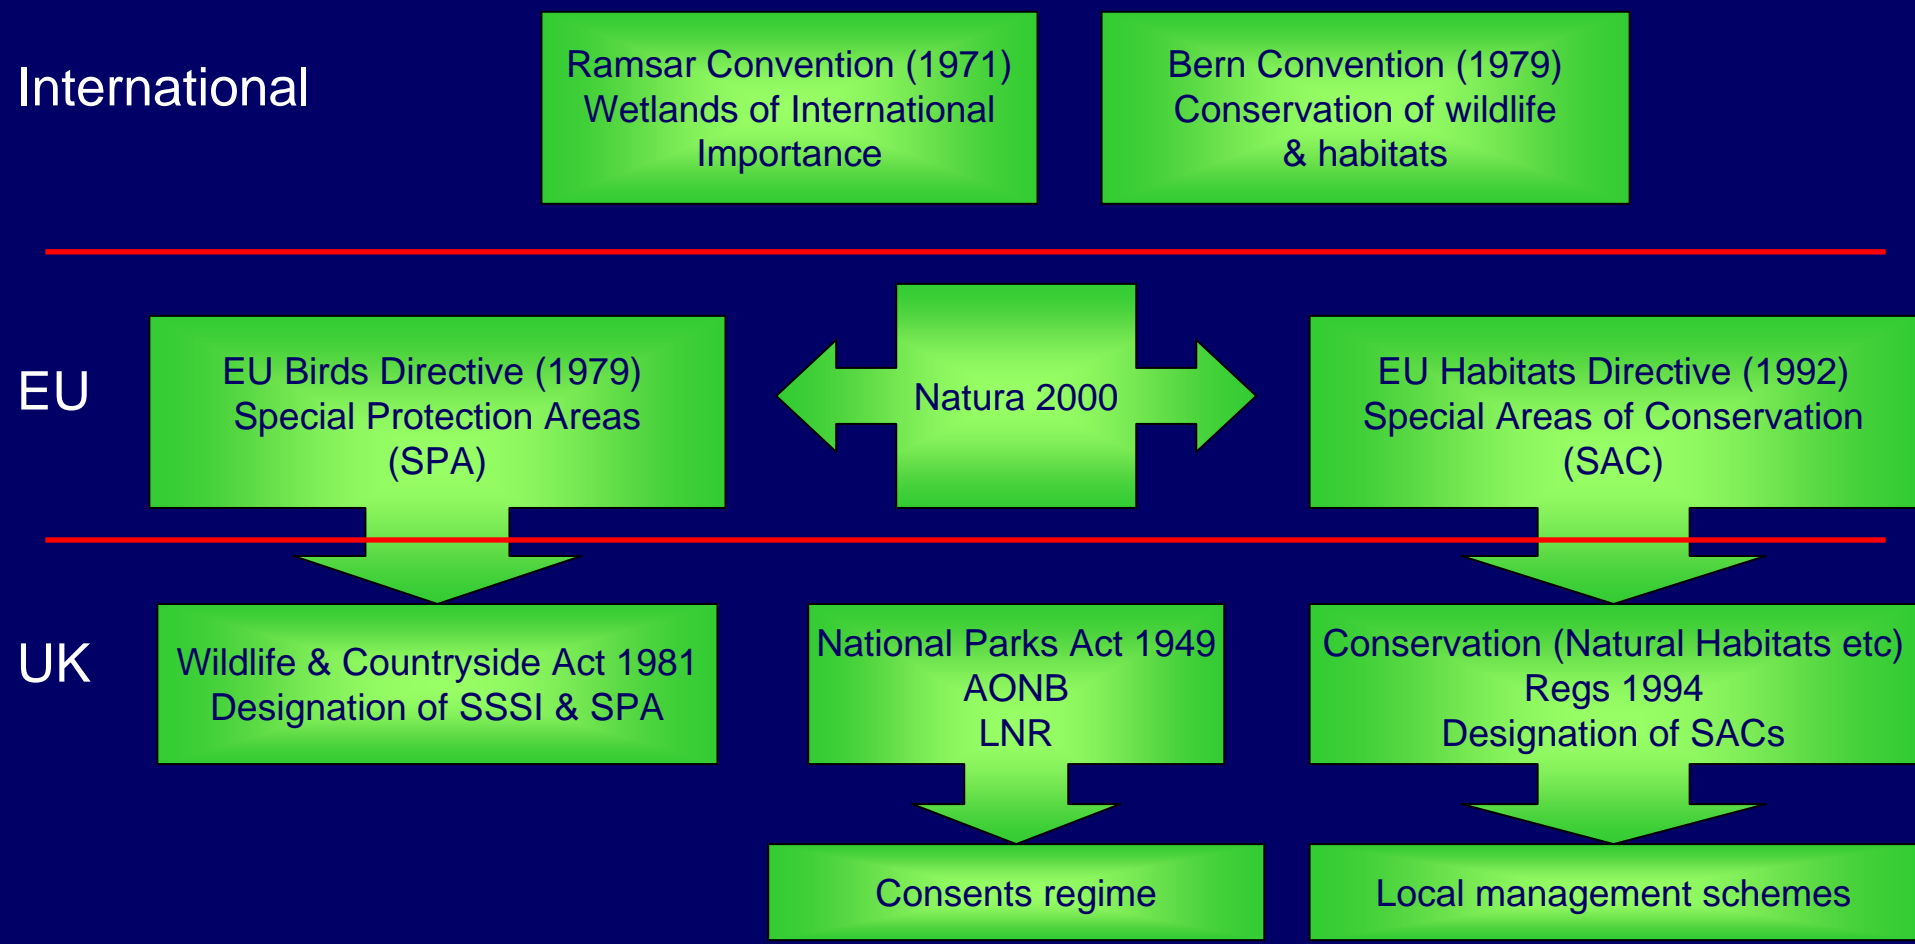 International
Ramsar Convention (1971)
Wetlands of International
Importance
Bern Convention (1979)
Conservation of wildlife
& habitats
EU
EU Birds Directive (1979)
Special Protection Areas
(SPA)
Natura 2000
EU Habitats Directive (1992)
Special Areas of Conservation
(SAC)
UK
Wildlife & Countryside Act 1981
Designation of SSSI & SPA
National Parks Act 1949
AONB
LNR
Conservation (Natural Habitats etc)
Regs 1994
Designation of SACs
Consents regime
Local management schemes